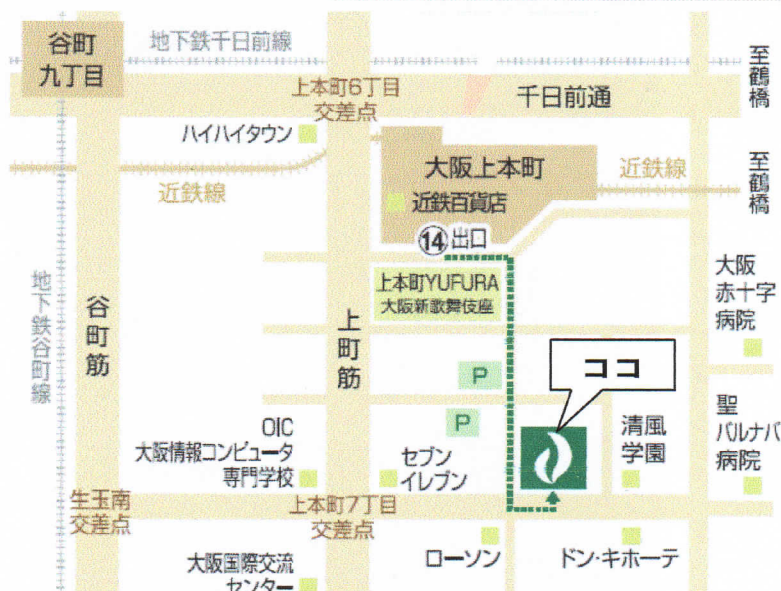 谷町
九丁目
地下鉄千日前線
上本町6丁目
交差点
千日前通
至鶴橋
ハイハイタウン
大阪上本町
近鉄線
近鉄線
至鶴橋
近鉄百貨店
⑭出口
上本町YUFURA
大阪新歌舞伎座
大阪
赤十字
病院
地下鉄谷町線
谷町筋
上町筋
P
ココ
P
OIC
大阪情報コンピュータ
専門学校
セブン
イレブン
清風
学園
聖
バルナバ
病院
生玉南
交差点
上本町7丁目
交差点
大阪国際交流
センター
ローソン
ドン・キホーテ